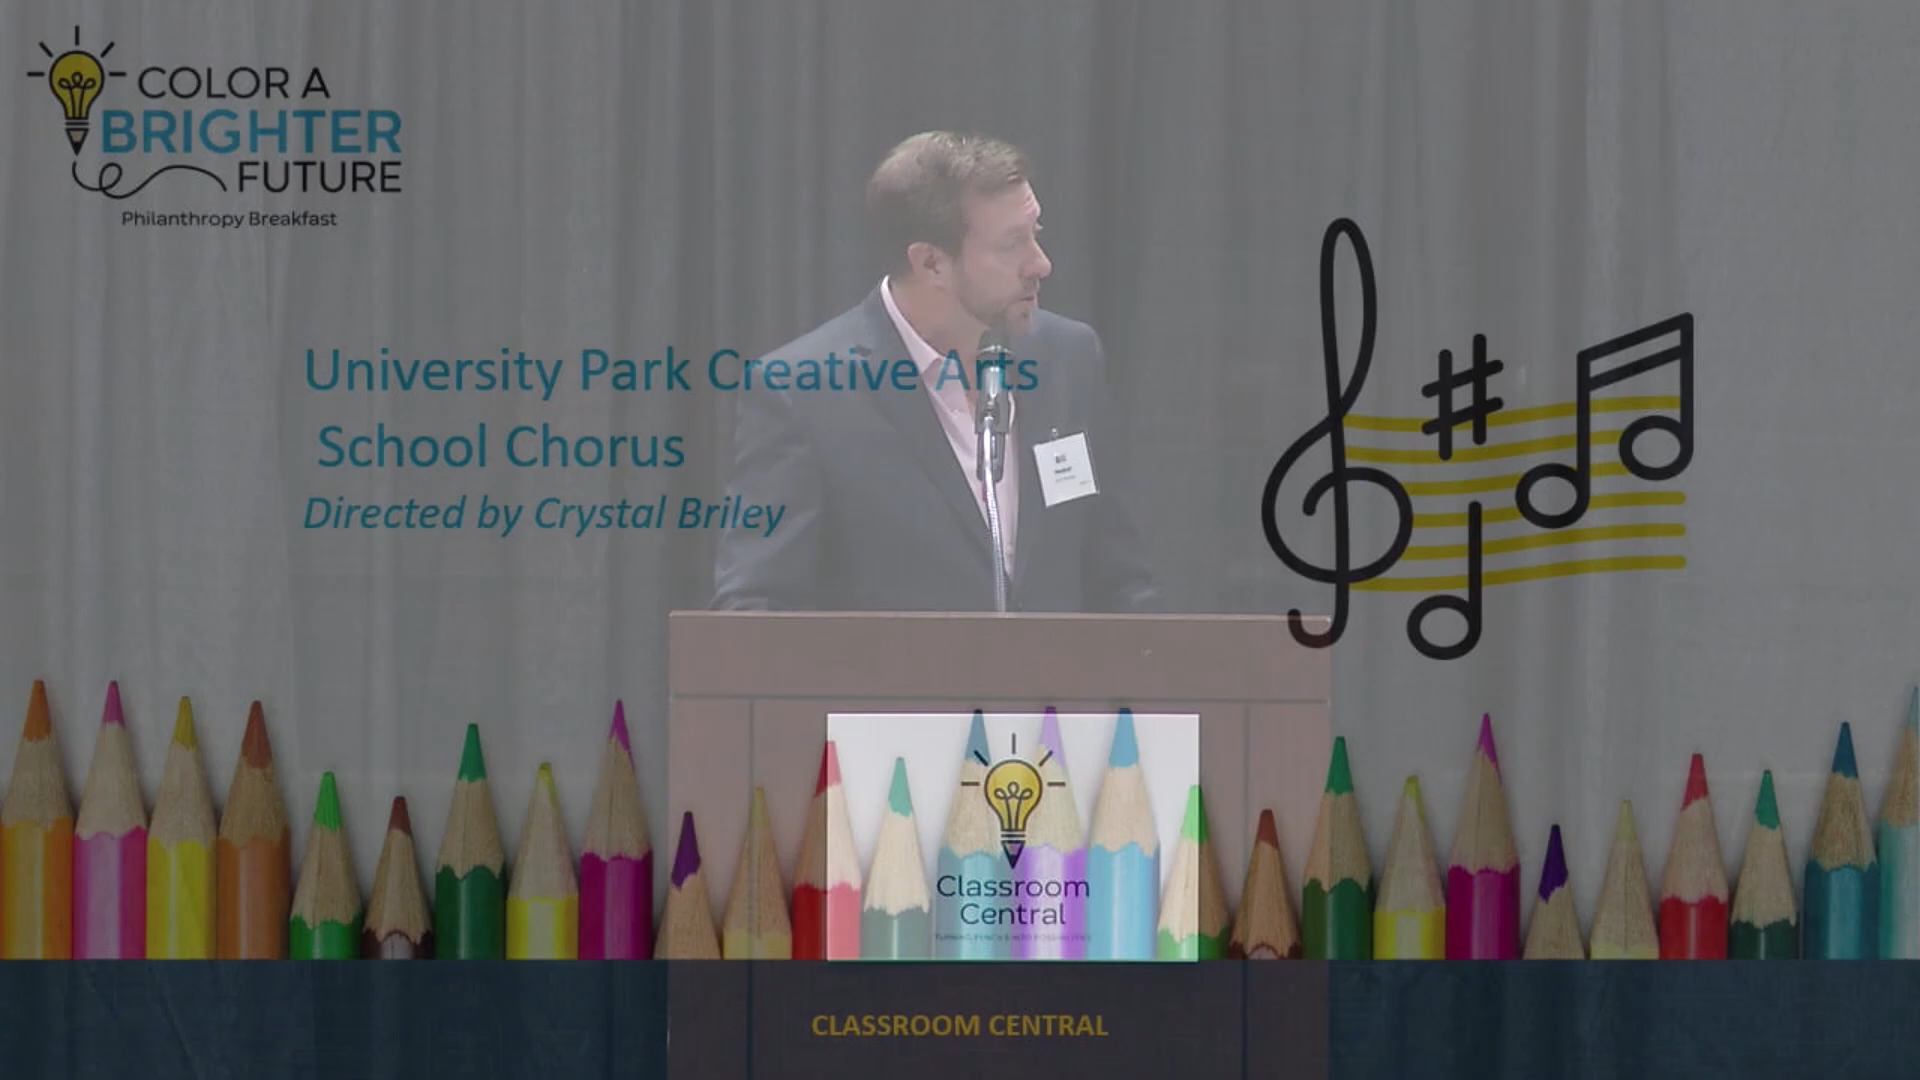 COLOR A
BRIGHTER
FUTURE
Philanthropy Breakfast
University Park Creative Arts
School Chorus
Directed by Crystal Briley
Bill
Classroom
Central
CLASSROOM CENTRAL